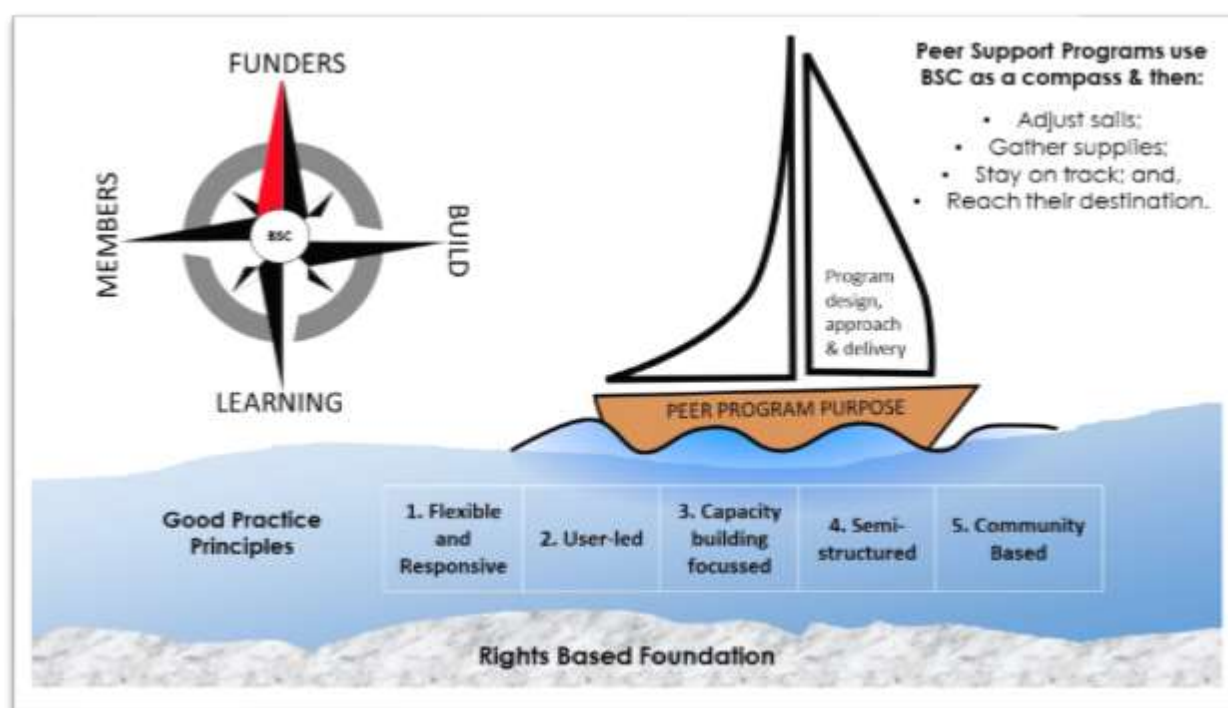 FUNDERS
MEMBERS
BSC
BUILD
LEARNING
Peer Support Programs use
BSC as a compass & then:
• Adjust sails;
• Gather supplies;
• Stay on track; and,
• Reach their destination.
Program
design,
approach
& delivery
PEER PROGRAM PURPOSE
Good Practice
Principles
1. Flexible
and
Responsive
2. User-led
3. Capacity
building
focussed
4. Semi-
structured
5. Community
Based
Rights Based Foundation